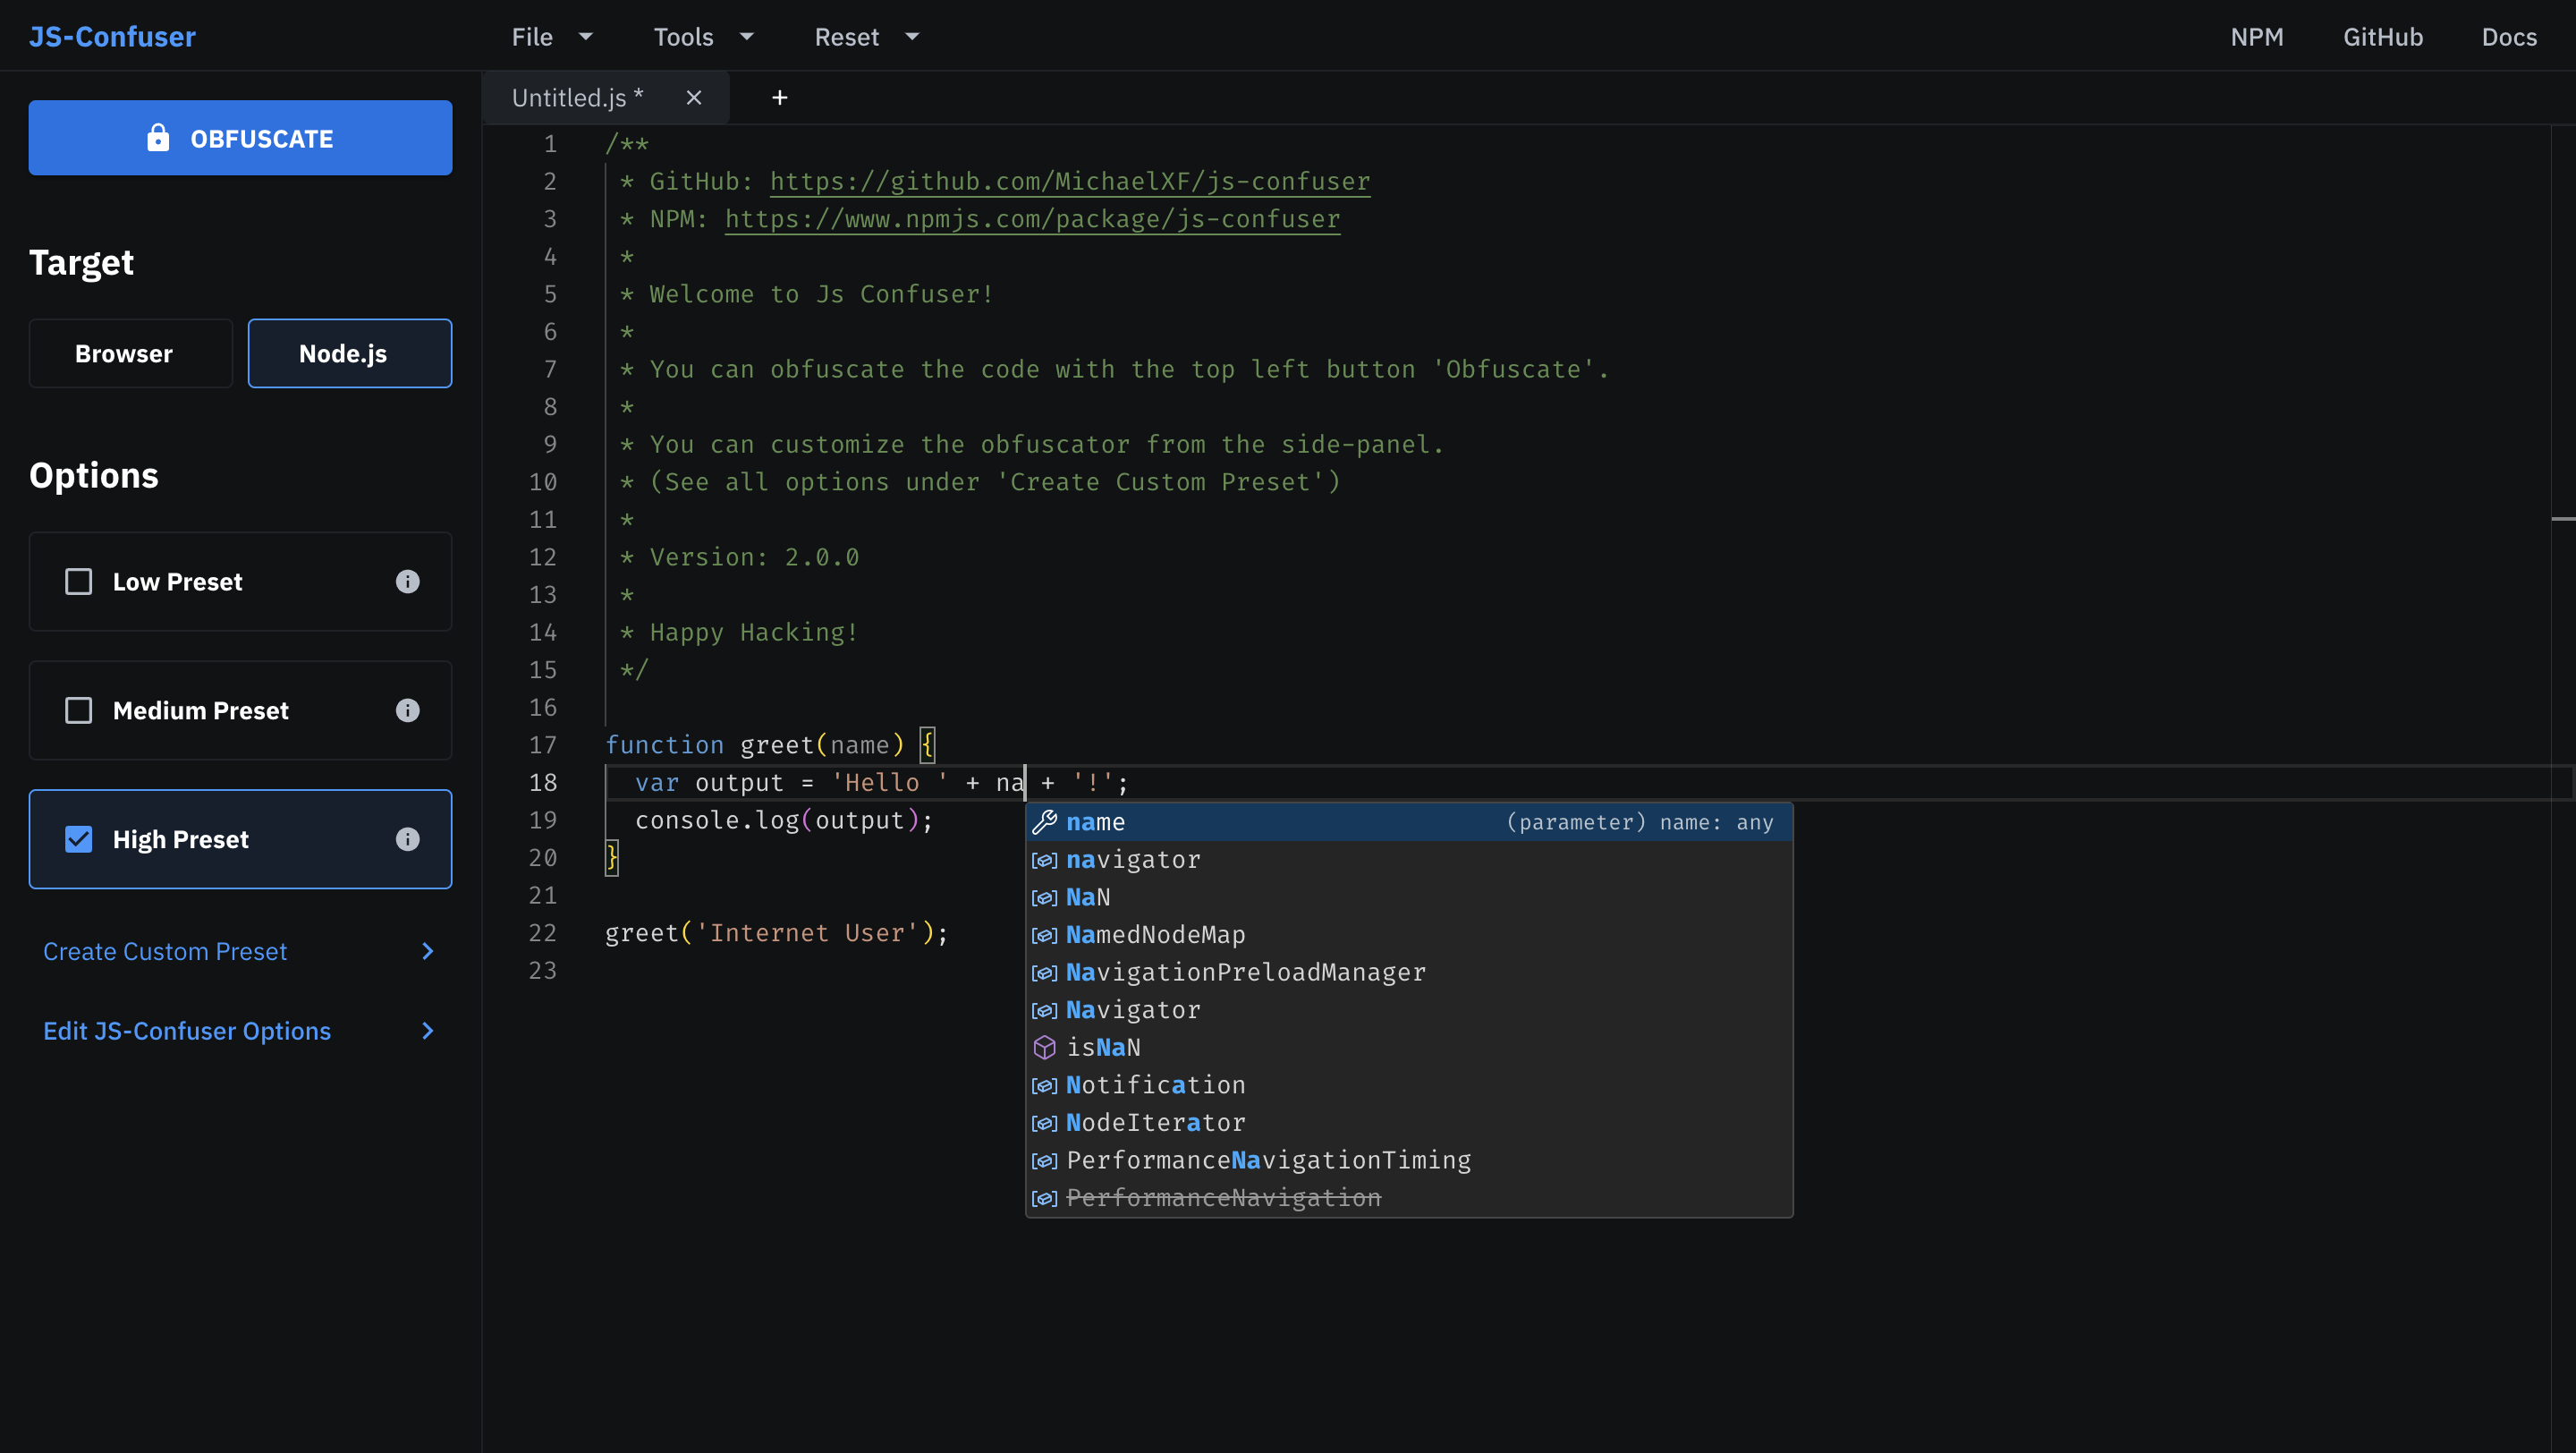 JS-Confuser
File
Tools
Reset
NPM
GitHub
Docs
OBFUSCATE
Target
Browser
Node.js
Options
Low Preset
Medium Preset
High Preset
Create Custom Preset
Edit JS-Confuser Options
Untitled.js *
+
1 /**
2 * GitHub: https://github.com/MichaelXF/js-confuser
3 * NPM: https://www.npmjs.com/package/js-confuser
4 *
5 * Welcome to Js Confuser!
6 *
7 * You can obfuscate the code with the top left button 'Obfuscate'.
8 *
9 * You can customize the obfuscator from the side-panel.
10 * (See all options under 'Create Custom Preset')
11 *
12 * Version: 2.0.0
13 *
14 * Happy Hacking!
15 */
16
17 function greet(name) {
18 var output = 'Hello ' + na + '!';
19 console.log(output);
20 }
21
22 greet('Internet User');
23
name (parameter) name: any
navigator
NaN
NamedNodeMap
NavigationPreloadManager
Navigator
isNaN
Notification
NodeIterator
PerformanceNavigationTiming
PerformanceNavigation